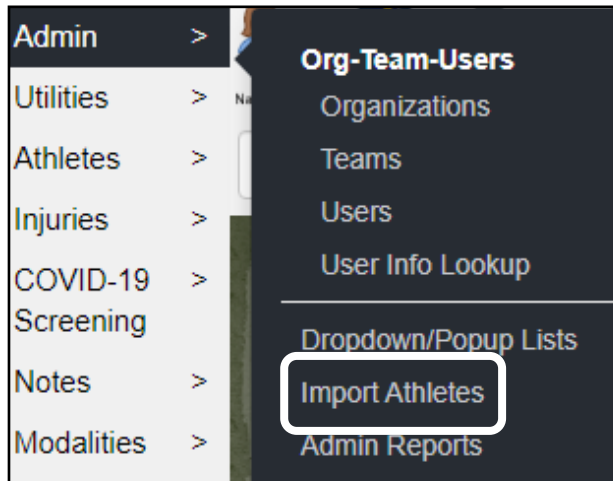 Admin >
Utilities >
Athletes >
Injuries >
COVID-19 >
Screening
Notes >
Modalities >
Na
Org-Team-Users
Organizations
Teams
Users
User Info Lookup
Dropdown/Popup Lists
Import Athletes
Admin Reports